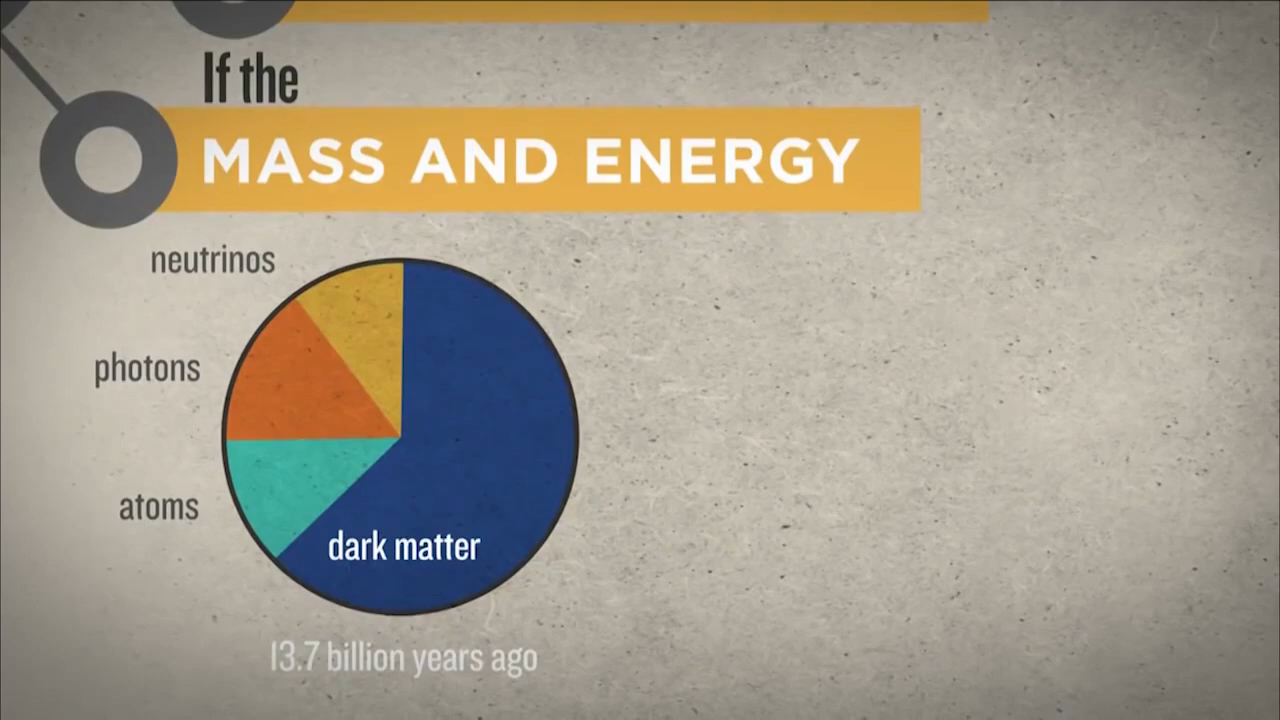 If the
MASS AND ENERGY
neutrinos
photons
atoms
dark matter
13.7 billion years ago